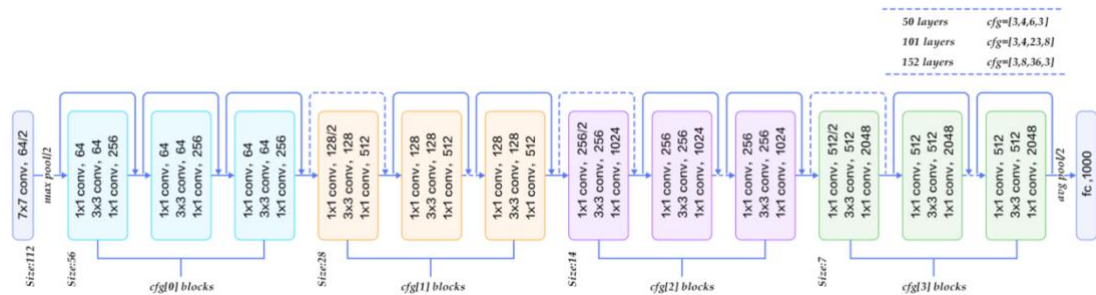 50 layers cfg=[3,4,6,3]
101 layers cfg=[3,4,23,8]
152 layers cfg=[3,8,36,3]
7×7 conv, 64/2
max pool/2
1x1 conv, 64
3x3 conv, 64
1x1 conv, 256
1x1 conv, 64
3x3 conv, 64
1x1 conv, 256
1x1 conv, 64
3x3 conv, 64
1x1 conv, 256
1x1 conv, 128/2
3x3 conv, 128
1x1 conv, 512
1x1 conv, 128
3x3 conv, 128
1x1 conv, 512
1x1 conv, 128
3x3 conv, 128
1x1 conv, 512
1x1 conv, 256/2
3x3 conv, 256
1x1 conv, 1024
1x1 conv, 256
3x3 conv, 256
1x1 conv, 1024
1x1 conv, 256
3x3 conv, 256
1x1 conv, 1024
1x1 conv, 512/2
3x3 conv, 512
1x1 conv, 2048
1x1 conv, 512
3x3 conv, 512
1x1 conv, 2048
1x1 conv, 512
3x3 conv, 512
1x1 conv, 2048
avg pool/2
fc ,1000
Size:112
Size:56
cfg[0] blocks
Size:28
cfg[1] blocks
Size:14
cfg[2] blocks
Size:7
cfg[3] blocks